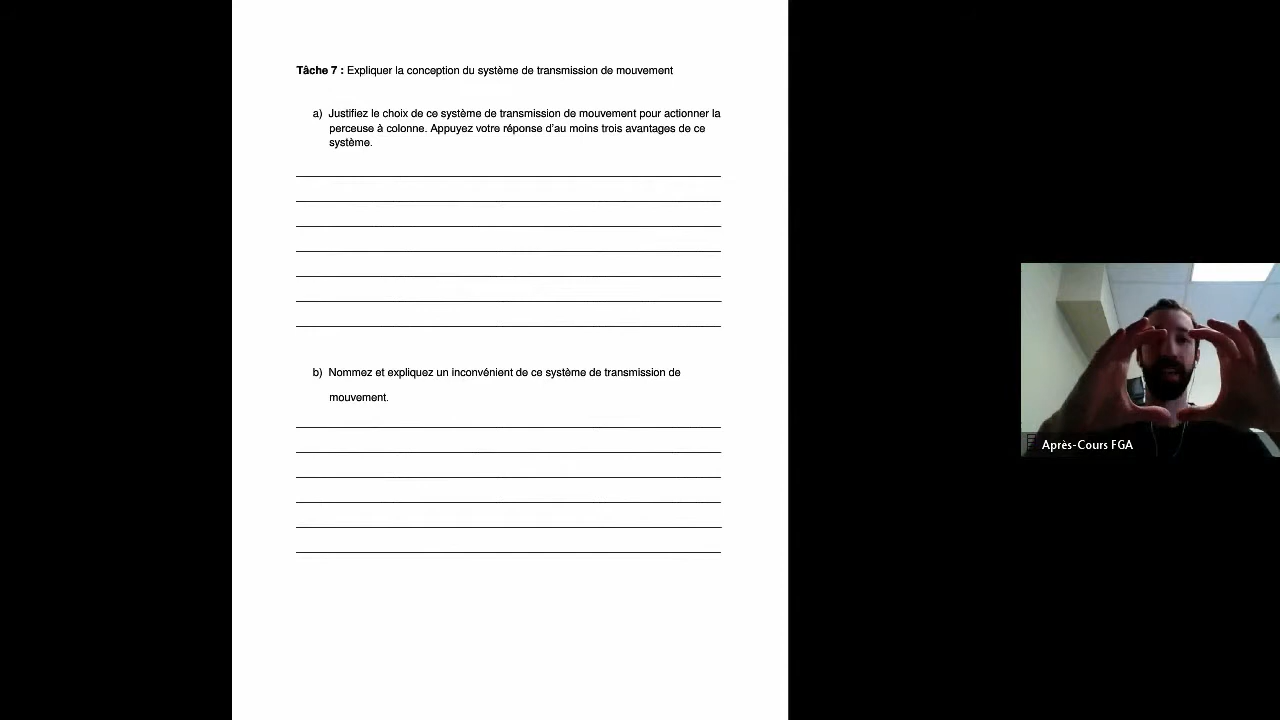 Tâche 7 : Expliquer la conception du système de transmission de mouvement
a) Justifiez le choix de ce système de transmission de mouvement pour actionner la
perceuse à colonne. Appuyez votre réponse d'au moins trois avantages de ce
système.
b) Nommez et expliquez un inconvénient de ce système de transmission de
mouvement.
Après-Cours FGA